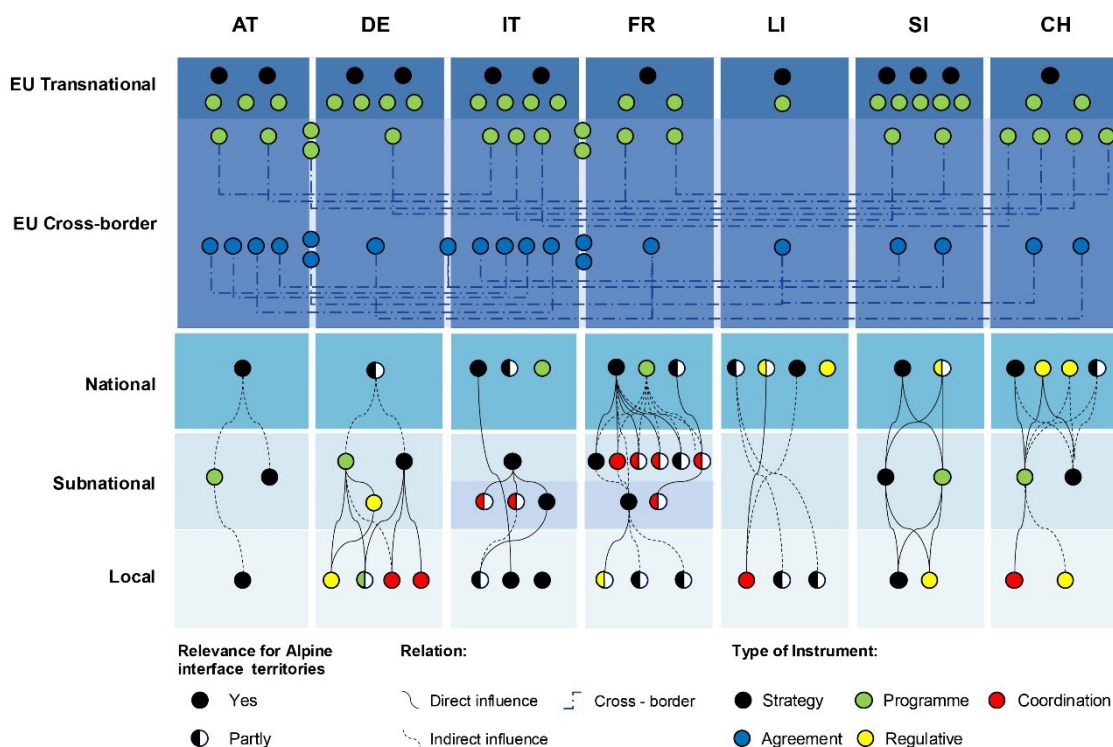 AT DE IT FR LI SI CH
EU Transnational
EU Cross-border
National
Subnational
Local
Relevance for Alpine
interface territories
Relation:
Type of Instrument:
Yes
Direct influence
Cross - border
Strategy
Programme
Coordination
Partly
Indirect influence
Agreement
Regulative